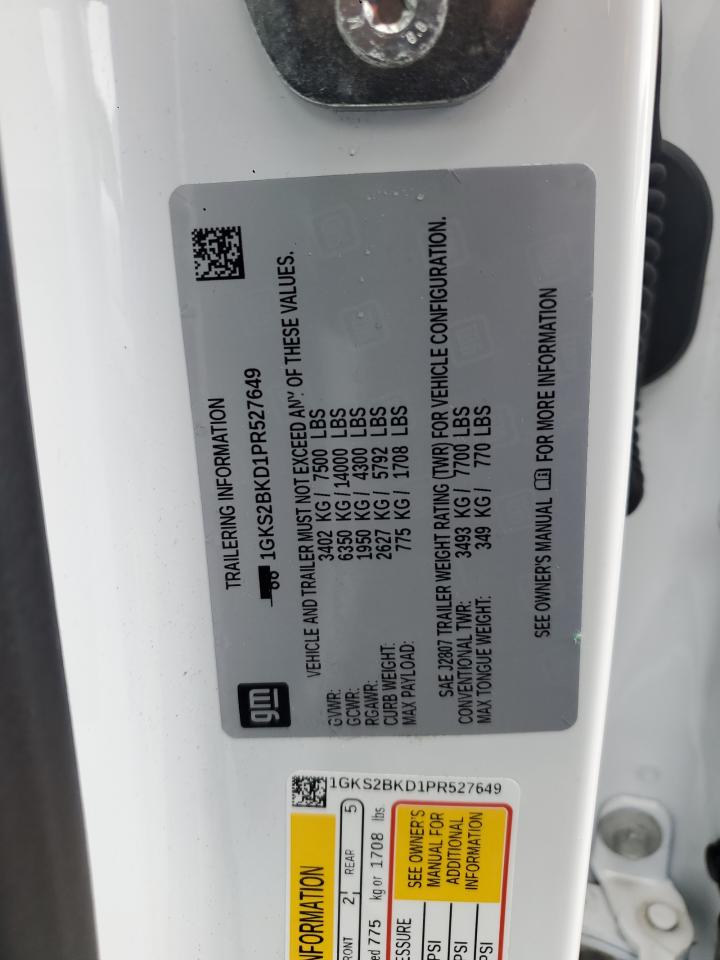 8.8
gm
TRAILERING INFORMATION
1GKS2BKD1PR527649
VEHICLE AND TRAILER MUST NOT EXCEED ANY OF THESE VALUES.
GVWR: 3402 KG / 7500 LBS
GCWR: 6350 KG / 14000 LBS
RGAWR: 1950 KG / 4300 LBS
CURB WEIGHT: 2627 KG / 5792 LBS
MAX PAYLOAD: 775 KG / 1708 LBS
SAE J2807 TRAILER WEIGHT RATING (TWR) FOR VEHICLE CONFIGURATION.
CONVENTIONAL TWR: 3493 KG / 7700 LBS
MAX TONGUE WEIGHT: 349 KG / 770 LBS
SEE OWNER'S MANUAL FOR MORE INFORMATION
1GKS2BKD1PR527649
FORMATION
RONT 2 REAR 5
ed 775 kg or 1708 lbs.
ESSURE
PSI
PSI
PSI
SEE OWNER'S
MANUAL FOR
ADDITIONAL
INFORMATION